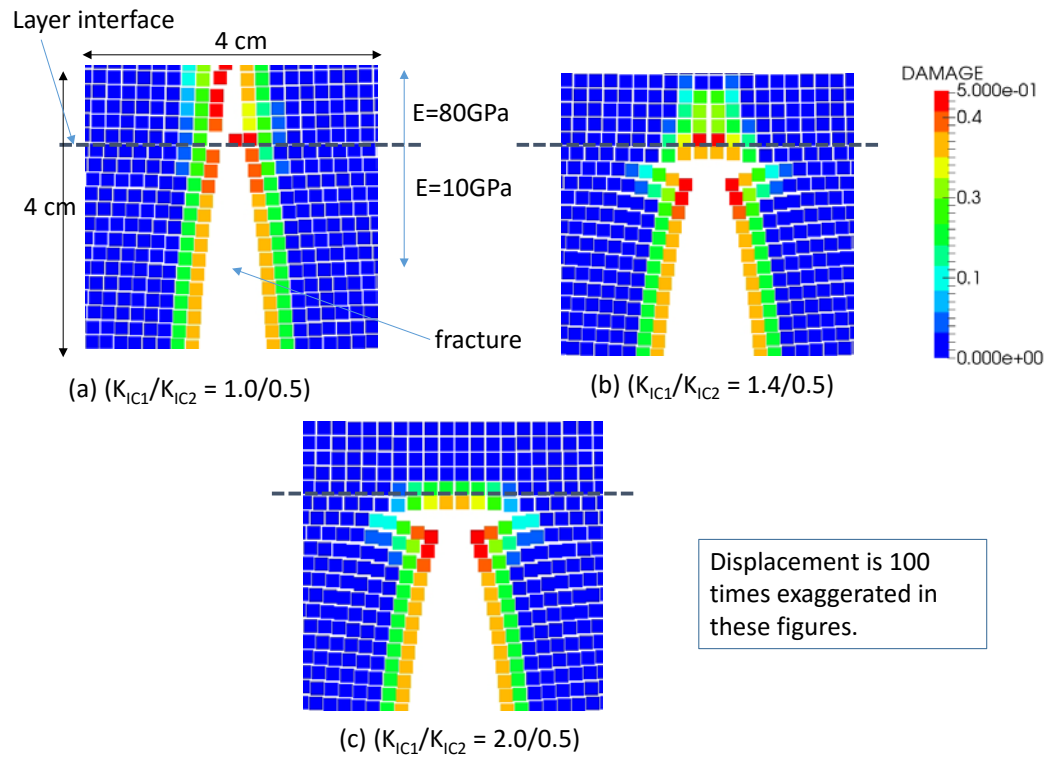 Layer interface
4 cm
4 cm
E=80GPa
E=10GPa
fracture
(a) (K_IC1/K_IC2 = 1.0/0.5)
DAMAGE
5.000e-01
0.4
0.3
0.1
0.000e+00
(b) (K_IC1/K_IC2 = 1.4/0.5)
(c) (K_IC1/K_IC2 = 2.0/0.5)
Displacement is 100
times exaggerated in
these figures.